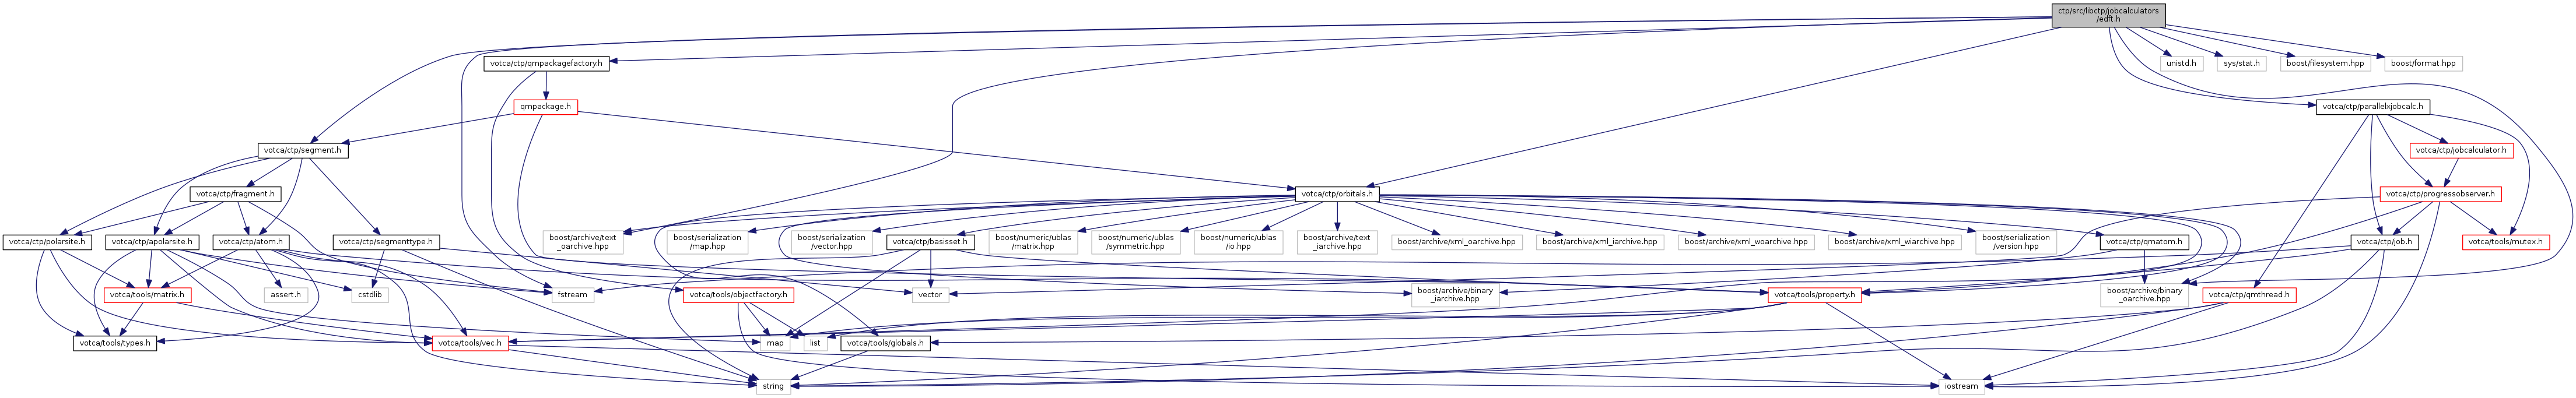 ctp/src/libctp/jobcalculators
/edft.h
votca/ctp/qmpackagefactory.h
unistd.h
sys/stat.h
boost/filesystem.hpp
boost/format.hpp
qmpackage.h
votca/ctp/parallelxjobcalc.h
votca/ctp/segment.h
votca/ctp/jobcalculator.h
votca/ctp/fragment.h
votca/ctp/orbitals.h
votca/ctp/progressobserver.h
votca/ctp/polarsite.h
votca/ctp/apolarsite.h
votca/ctp/atom.h
votca/ctp/segmenttype.h
boost/archive/text
_oarchive.hpp
boost/serialization
/map.hpp
boost/serialization
/vector.hpp
votca/ctp/basisset.h
boost/numeric/ublas
/matrix.hpp
boost/numeric/ublas
/symmetric.hpp
boost/numeric/ublas
/io.hpp
boost/archive/text
_iarchive.hpp
boost/archive/xml_oarchive.hpp
boost/archive/xml_iarchive.hpp
boost/archive/xml_woarchive.hpp
boost/archive/xml_wiarchive.hpp
boost/serialization
/version.hpp
votca/ctp/qmatom.h
votca/ctp/job.h
votca/tools/mutex.h
votca/tools/matrix.h
assert.h
cstdlib
fstream
votca/tools/objectfactory.h
vector
boost/archive/binary
_iarchive.hpp
votca/tools/property.h
boost/archive/binary
_oarchive.hpp
votca/ctp/qmthread.h
votca/tools/types.h
votca/tools/vec.h
map
list
votca/tools/globals.h
string
iostream